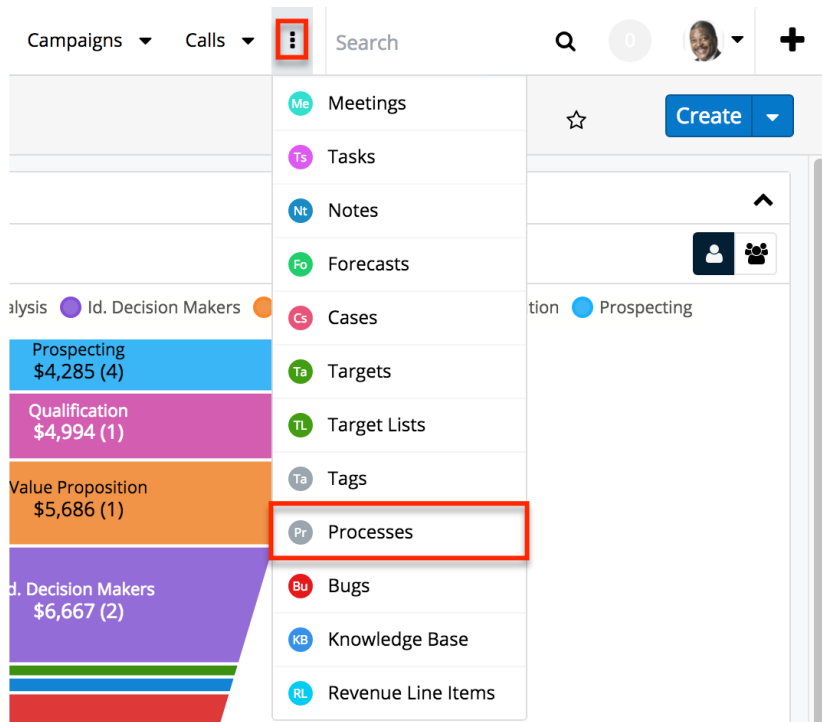 Campaigns Calls Search 0
Create
Me Meetings
Ts Tasks
Nt Notes
Fo Forecasts
Cs Cases
Ta Targets
TL Target Lists
Ta Tags
Pr Processes
Bu Bugs
KB Knowledge Base
RL Revenue Line Items
alysis Id. Decision Makers tion Prospecting
Prospecting
$4,285 (4)
Qualification
$4,994 (1)
Value Proposition
$5,686 (1)
d. Decision Makers
$6,667 (2)